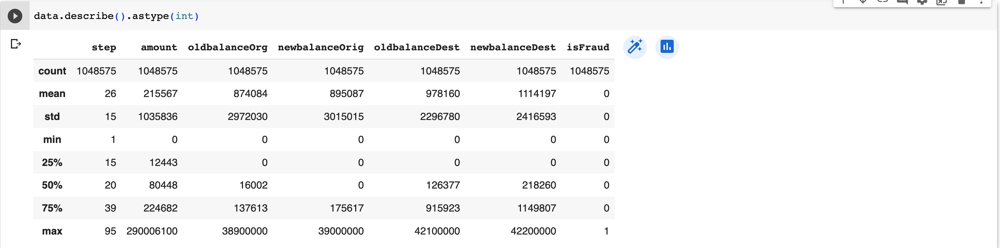 data.describe().astype(int)
step amount oldbalanceOrg newbalanceOrig oldbalanceDest newbalanceDest isFraud
count 1048575 1048575 1048575 1048575 1048575 1048575 1048575
mean 26 215567 874084 895087 978160 1114197 0
std 15 1035836 2972030 3015015 2296780 2416593 0
min 1 0 0 0 0 0 0
25% 15 12443 0 0 0 0 0
50% 20 80448 16002 0 126377 218260 0
75% 39 224682 137613 175617 915923 1149807 0
max 95 290006100 38900000 39000000 42100000 42200000 1